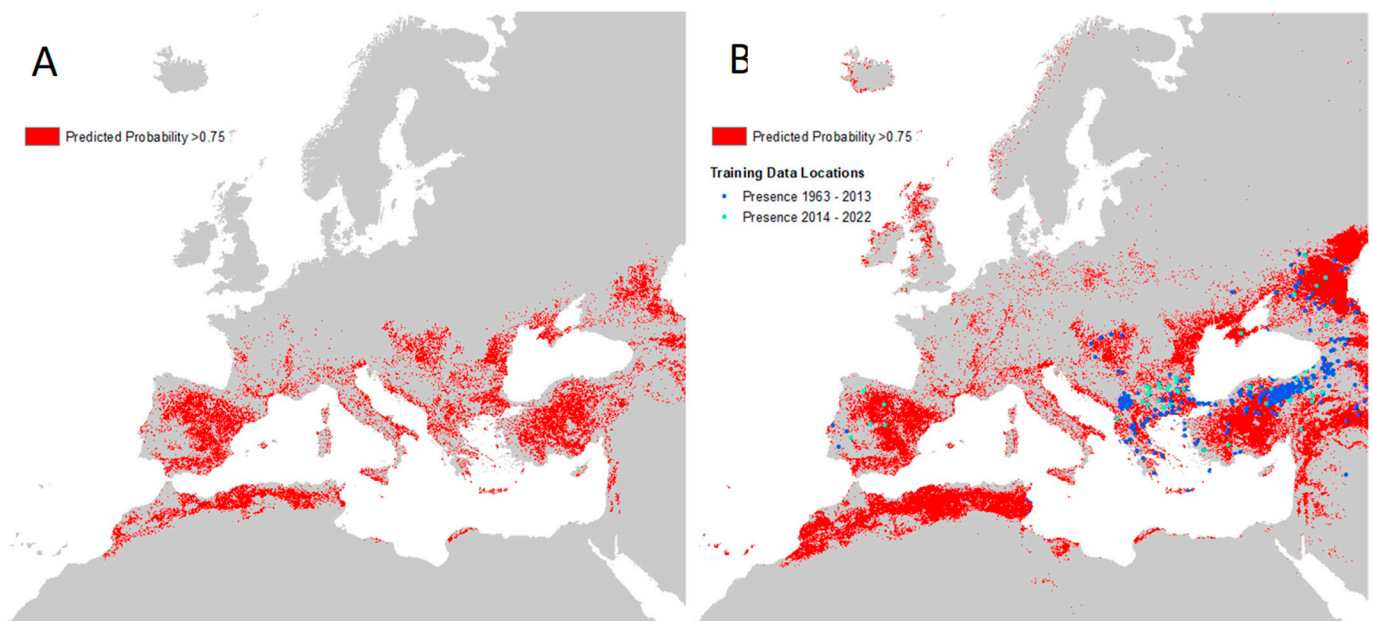 A
Predicted Probability >0.75
B
Predicted Probability >0.75
Training Data Locations
Presence 1963 - 2013
Presence 2014 - 2022